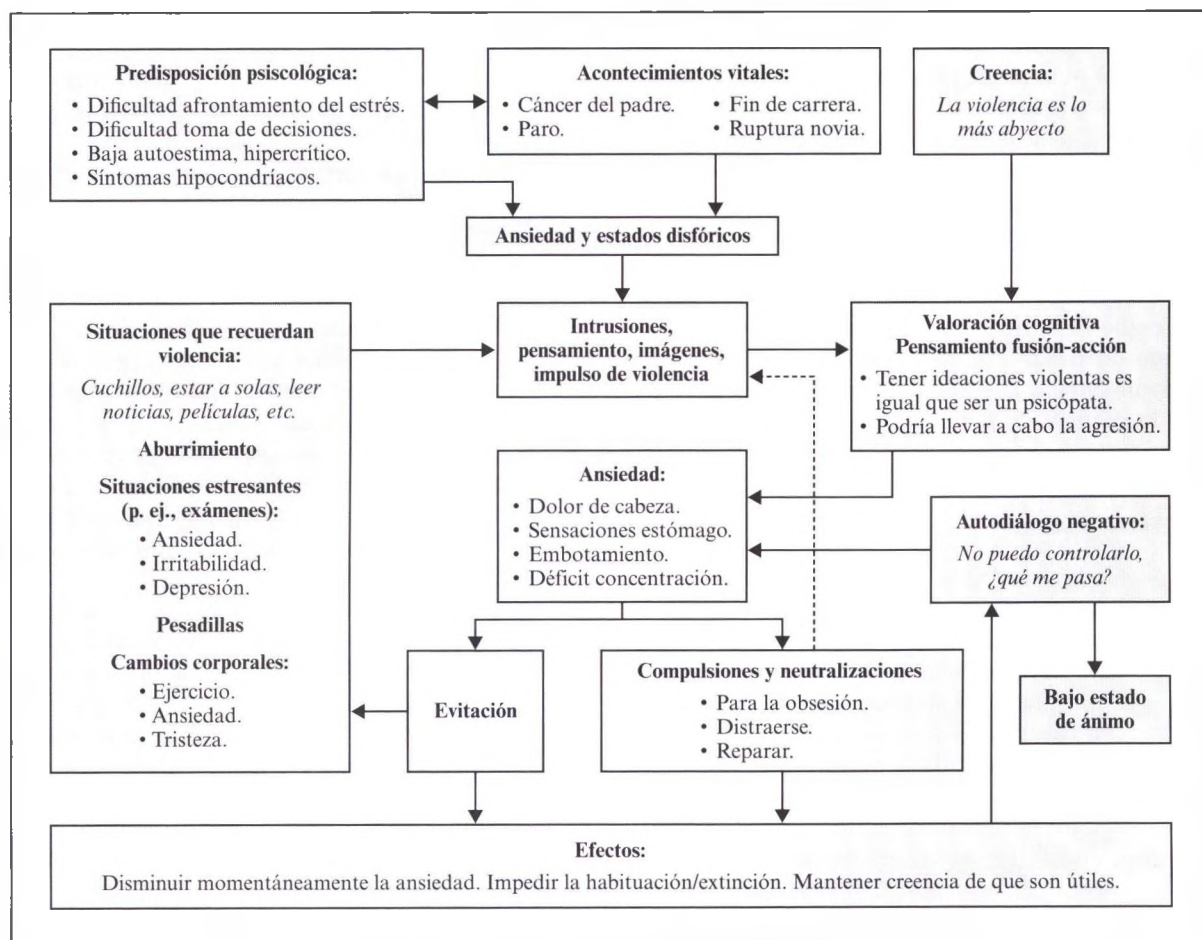 Predisposición psiscológica:
• Dificultad afrontamiento del estrés.
• Dificultad toma de decisiones.
• Baja autoestima, hipercrítico.
• Síntomas hipocondríacos.
Acontecimientos vitales:
• Cáncer del padre.
• Paro.
• Fin de carrera.
• Ruptura novia.
Creencia:
La violencia es lo
más abyecto
Ansiedad y estados disfóricos
Situaciones que recuerdan
violencia:
Cuchillos, estar a solas, leer
noticias, películas, etc.
Aburrimiento
Situaciones estresantes
(p. ej., exámenes):
• Ansiedad.
• Irritabilidad.
• Depresión.
Pesadillas
Cambios corporales:
• Ejercicio.
• Ansiedad.
• Tristeza.
Intrusiones,
pensamiento, imágenes,
impulso de violencia
Valoración cognitiva
Pensamiento fusión-acción
• Tener ideaciones violentas es
igual que ser un psicópata.
• Podría llevar a cabo la agresión.
Ansiedad:
• Dolor de cabeza.
• Sensaciones estómago.
• Embotamiento.
• Déficit concentración.
Autodiálogo negativo:
No puedo controlarlo,
¿qué me pasa?
Evitación
Compulsiones y neutralizaciones
• Para la obsesión.
• Distraerse.
• Reparar.
Bajo estado
de ánimo
Efectos:
Disminuir momentáneamente la ansiedad. Impedir la habituación/extinción. Mantener creencia de que son útiles.